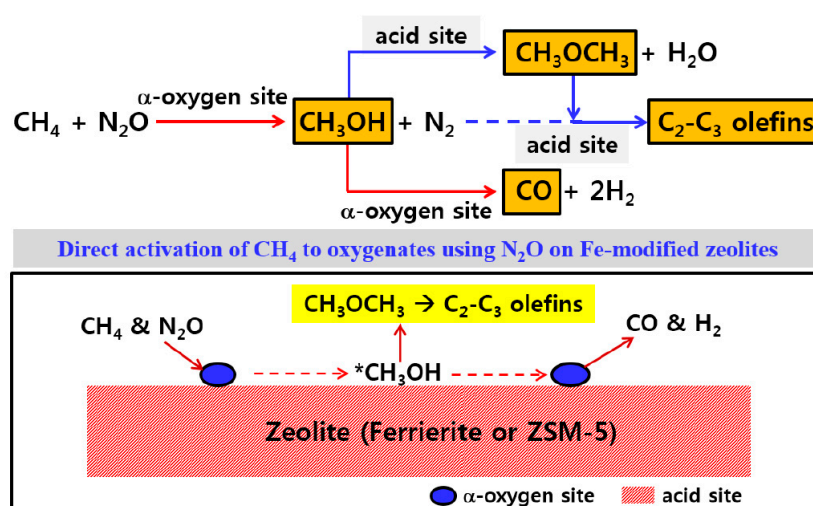 acid site
CH₃OCH₃ + H₂O
α-oxygen site
CH₄ + N₂O
CH₃OH + N₂
C₂-C₃ olefins
acid site
CO + 2H₂
α-oxygen site
Direct activation of CH₄ to oxygenates using N₂O on Fe-modified zeolites
CH₃OCH₃ → C₂-C₃ olefins
CH₄ & N₂O
CO & H₂
*CH₃OH
Zeolite (Ferrierite or ZSM-5)
α-oxygen site
acid site